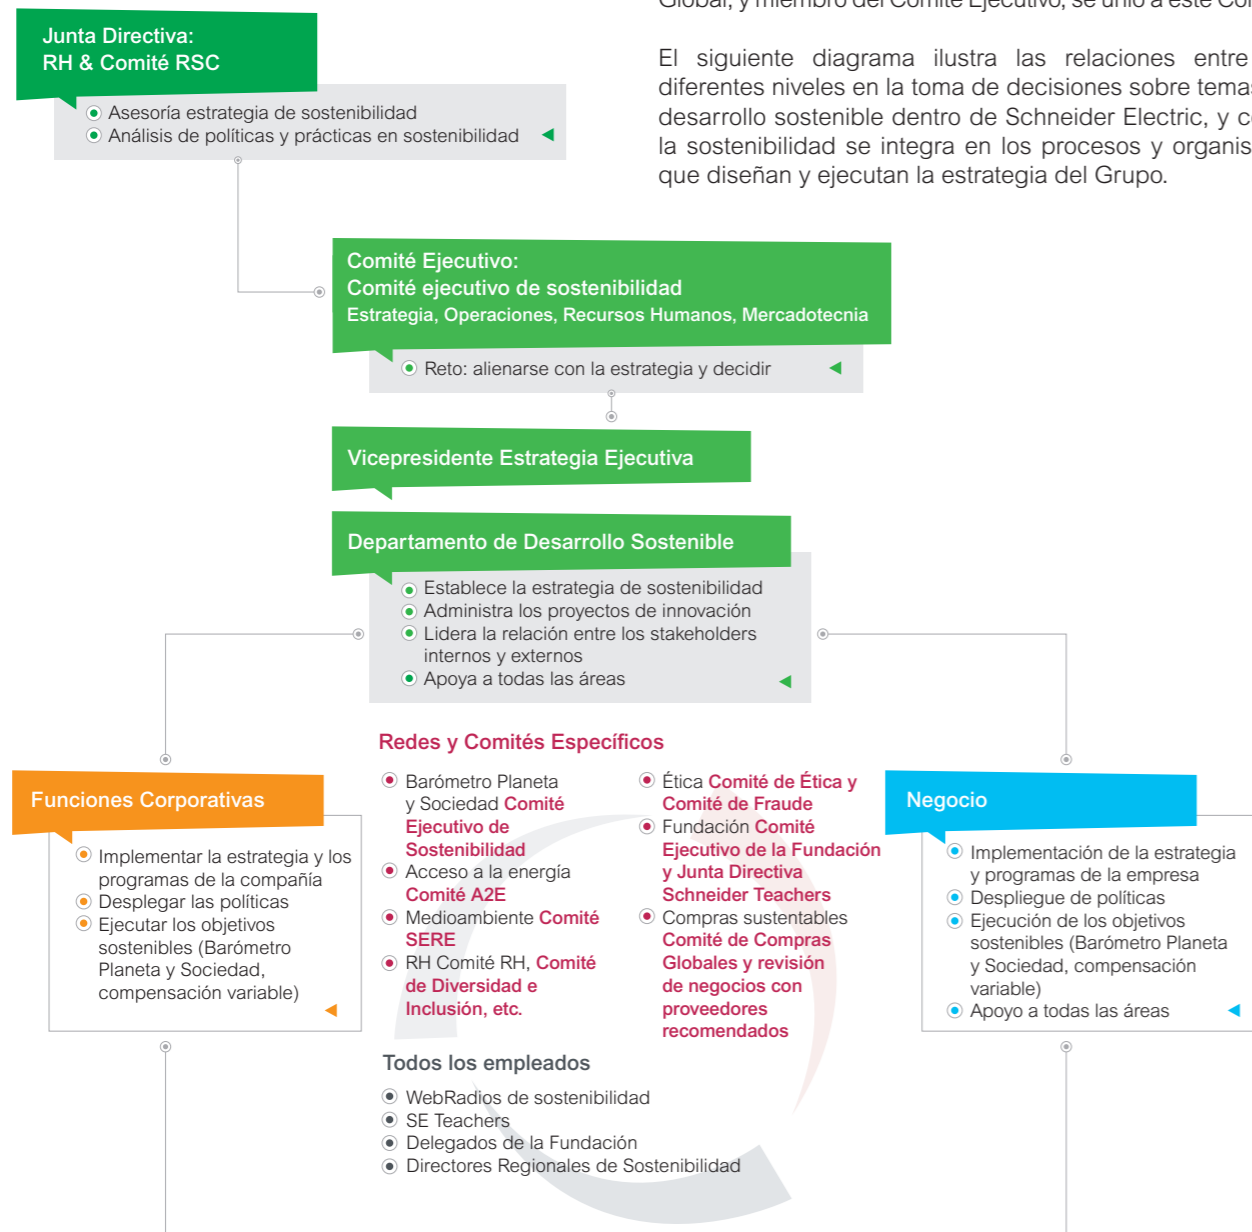 Global, y miembro del Comité Ejecutivo, se unió a este
El siguiente diagrama ilustra las relaciones entre
diferentes niveles en la toma de decisiones sobre
desarrollo sostenible dentro de Schneider Electric, y
la sostenibilidad se integra en los procesos y
que diseñan y ejecutan la estrategia del Grupo.
Junta Directiva:
RH & Comité RSC
Asesoría estrategia de sostenibilidad
Análisis de políticas y prácticas en sostenibilidad
Comité Ejecutivo:
Comité ejecutivo de sostenibilidad
Estrategia, Operaciones, Recursos Humanos, Mercadotecnia
Reto: alienarse con la estrategia y decidir
Vicepresidente Estrategia Ejecutiva
Departamento de Desarrollo Sostenible
Establece la estrategia de sostenibilidad
Administra los proyectos de innovación
Lidera la relación entre los stakeholders
internos y externos
Apoya a todas las áreas
Funciones Corporativas
Implementar la estrategia y los
programas de la compañía
Desplegar las políticas
Ejecutar los objetivos
sostenibles (Barómetro
Planeta y Sociedad,
compensación variable)
Redes y Comités Específicos
Barómetro Planeta
y Sociedad Comité
Ejecutivo de
Sostenibilidad
Acceso a la energía
Comité A2E
Medioambiente Comité
SERE
RH Comité RH, Comité
de Diversidad e
Inclusión, etc.
Ética Comité de Ética y
Comité de Fraude
Fundación Comité
Ejecutivo de la Fundación
y Junta Directiva
Schneider Teachers
Compras sustentables
Comité de Compras
Globales y revisión
de negocios con
proveedores
recomendados
Negocio
Implementación de la estrategia
y programas de la empresa
Despliegue de políticas
Ejecución de los objetivos
sostenibles (Barómetro Planeta
y Sociedad, compensación
variable)
Apoyo a todas las áreas
Todos los empleados
WebRadios de sostenibilidad
SE Teachers
Delegados de la Fundación
Directores Regionales de Sostenibilidad